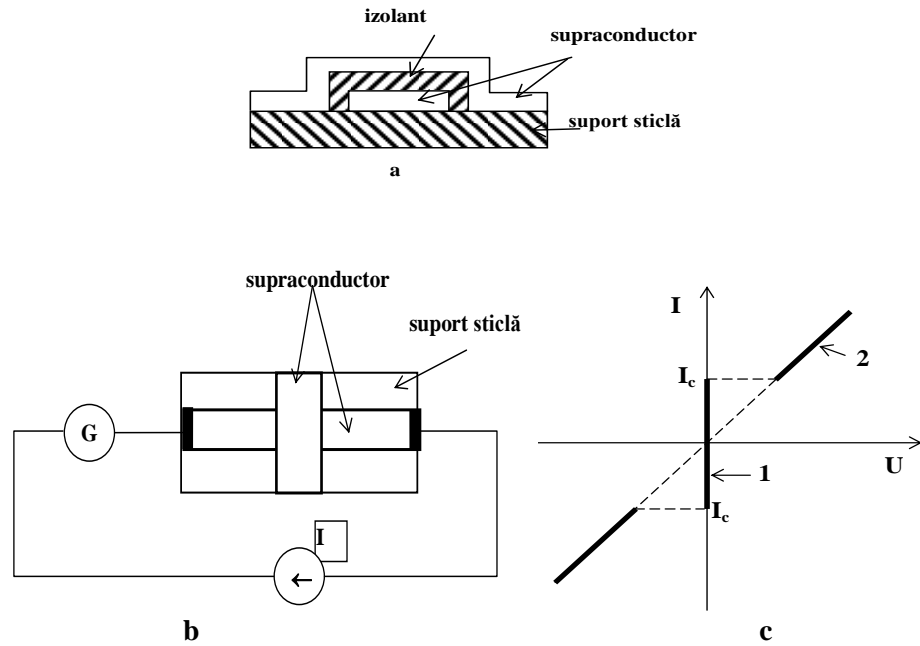 izolant
supraconductor
suport sticlă
a
supraconductor
suport sticlă
G
I
b
I
I_c
2
U
1
I_c
c